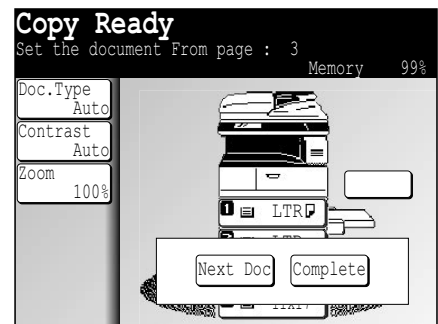 Copy Ready
Set the document From page : 3
Memory 99%
Doc.Type
Auto
Contrast
Auto
Zoom
100%
1 LTR
Next Doc Complete